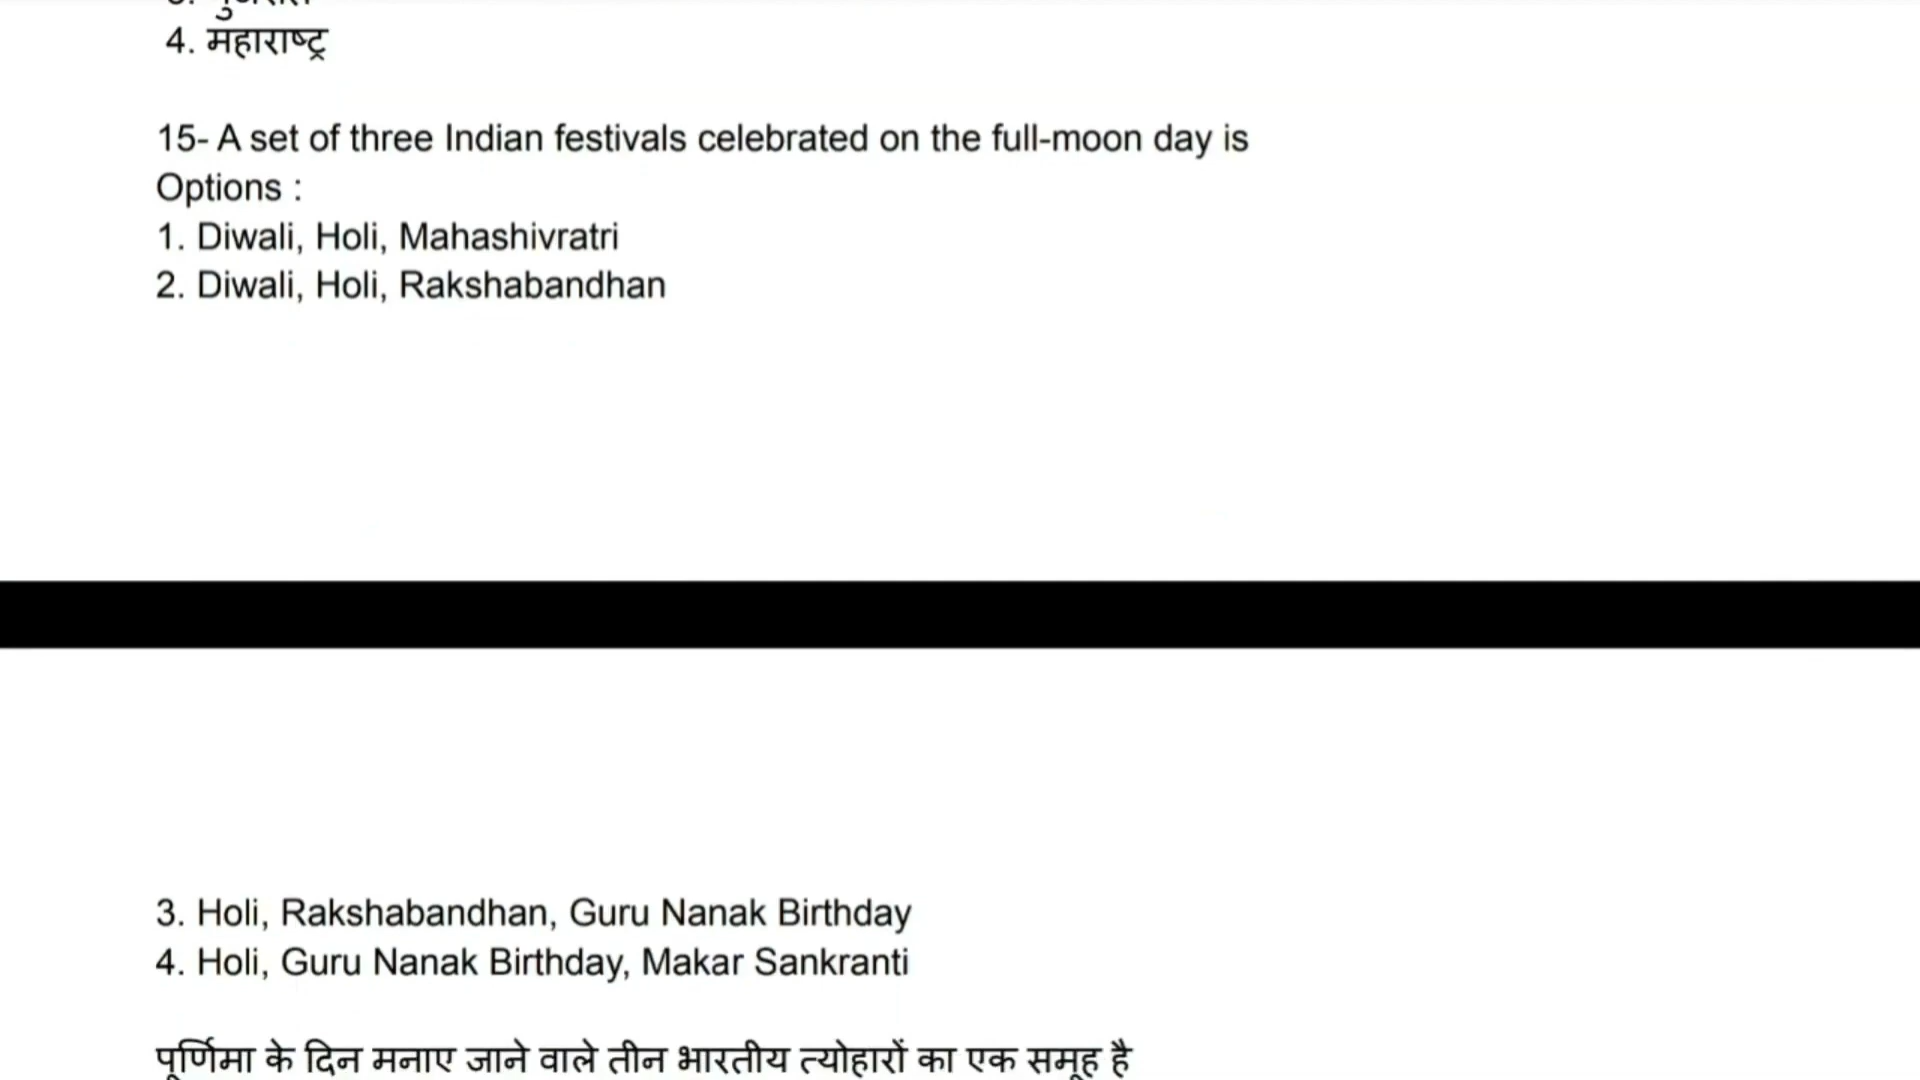 4. महाराष्ट्र
15- A set of three Indian festivals celebrated on the full-moon day is
Options :
1. Diwali, Holi, Mahashivratri
2. Diwali, Holi, Rakshabandhan
3. Holi, Rakshabandhan, Guru Nanak Birthday
4. Holi, Guru Nanak Birthday, Makar Sankranti
पूर्णिमा के दिन मनाए जाने वाले तीन भारतीय त्योहारों का एक समूह है